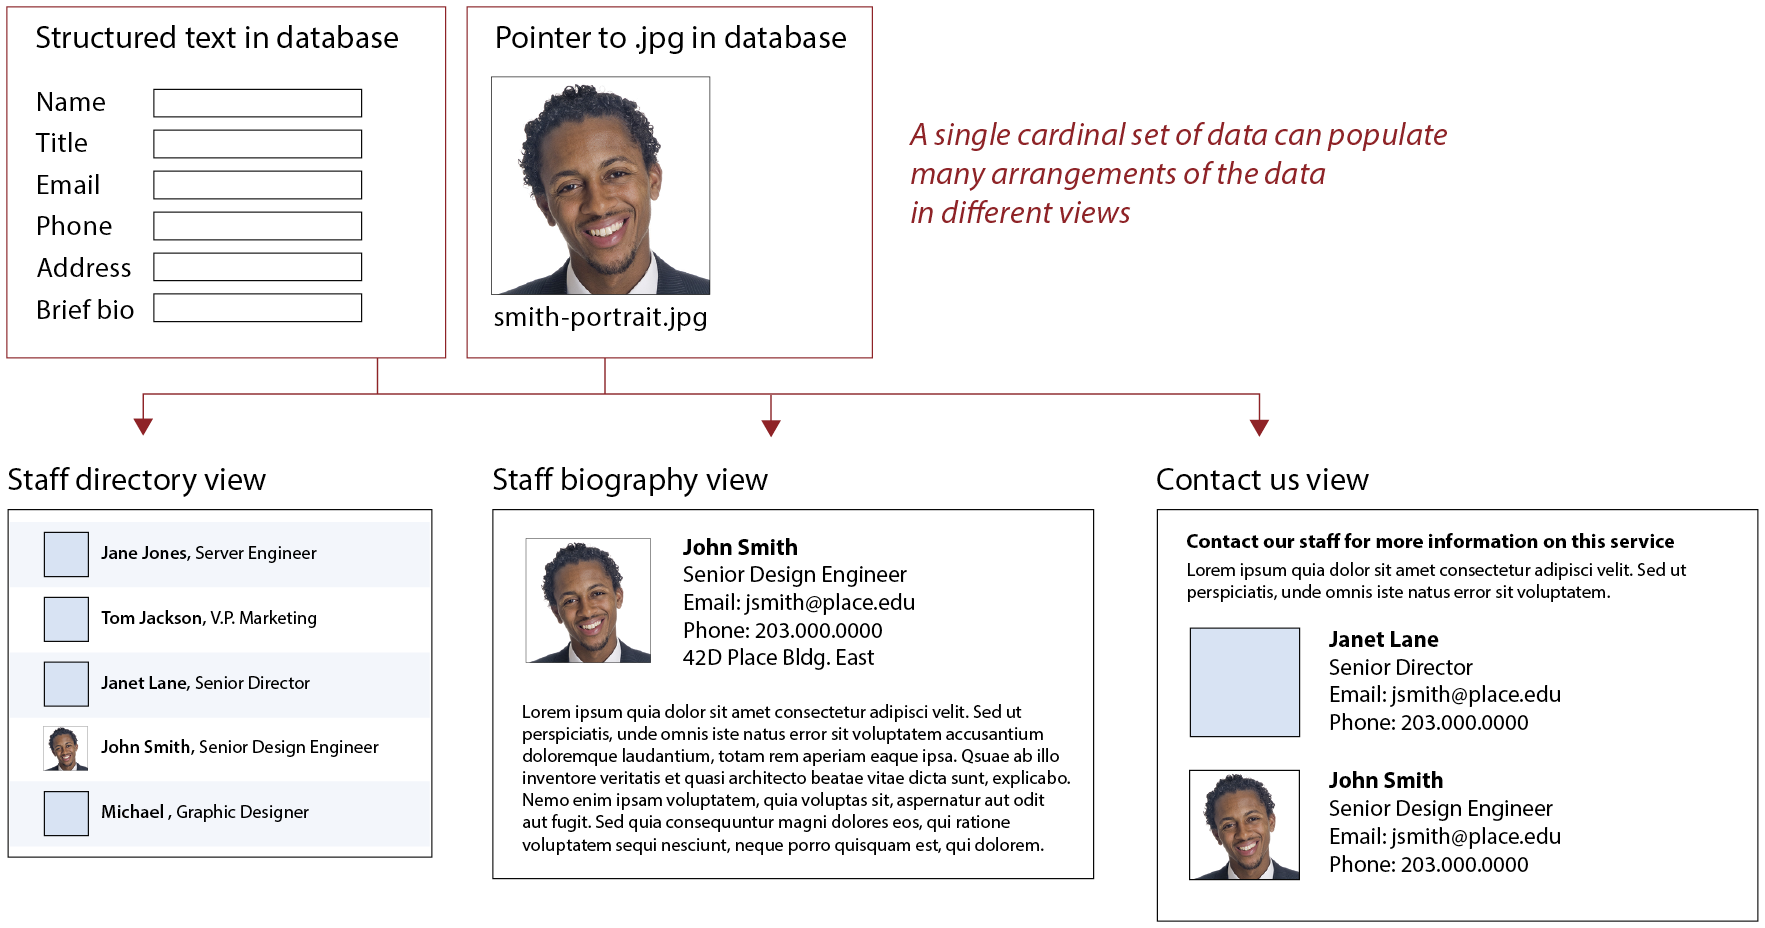 Structured text in database
Name
Title
Email
Phone
Address
Brief bio
Pointer to .jpg in database
smith-portrait.jpg
A single cardinal set of data can populate
many arrangements of the data
in different views
Staff directory view
Jane Jones, Server Engineer
Tom Jackson, V.P. Marketing
Janet Lane, Senior Director
John Smith, Senior Design Engineer
Michael , Graphic Designer
Staff biography view
John Smith
Senior Design Engineer
Email: jsmith@place.edu
Phone: 203.000.0000
42D Place Bldg. East
Lorem ipsum quia dolor sit amet consectetur adipisci velit. Sed ut
perspiciatis, unde omnis iste natus error sit voluptatem accusantium
doloremque laudantium, totam rem aperiam eaque ipsa. Qsuae ab illo
inventore veritatis et quasi architecto beatae vitae dicta sunt, explicabo.
Nemo enim ipsam voluptatem, quia voluptas sit, aspernatur aut odit
aut fugit. Sed quia consequuntur magni dolores eos, qui ratione
voluptatem sequi nesciunt, neque porro quisquam est, qui dolorem.
Contact us view
Contact our staff for more information on this service
Lorem ipsum quia dolor sit amet consectetur adipisci velit. Sed ut
perspiciatis, unde omnis iste natus error sit voluptatem.
Janet Lane
Senior Director
Email: jsmith@place.edu
Phone: 203.000.0000
John Smith
Senior Design Engineer
Email: jsmith@place.edu
Phone: 203.000.0000